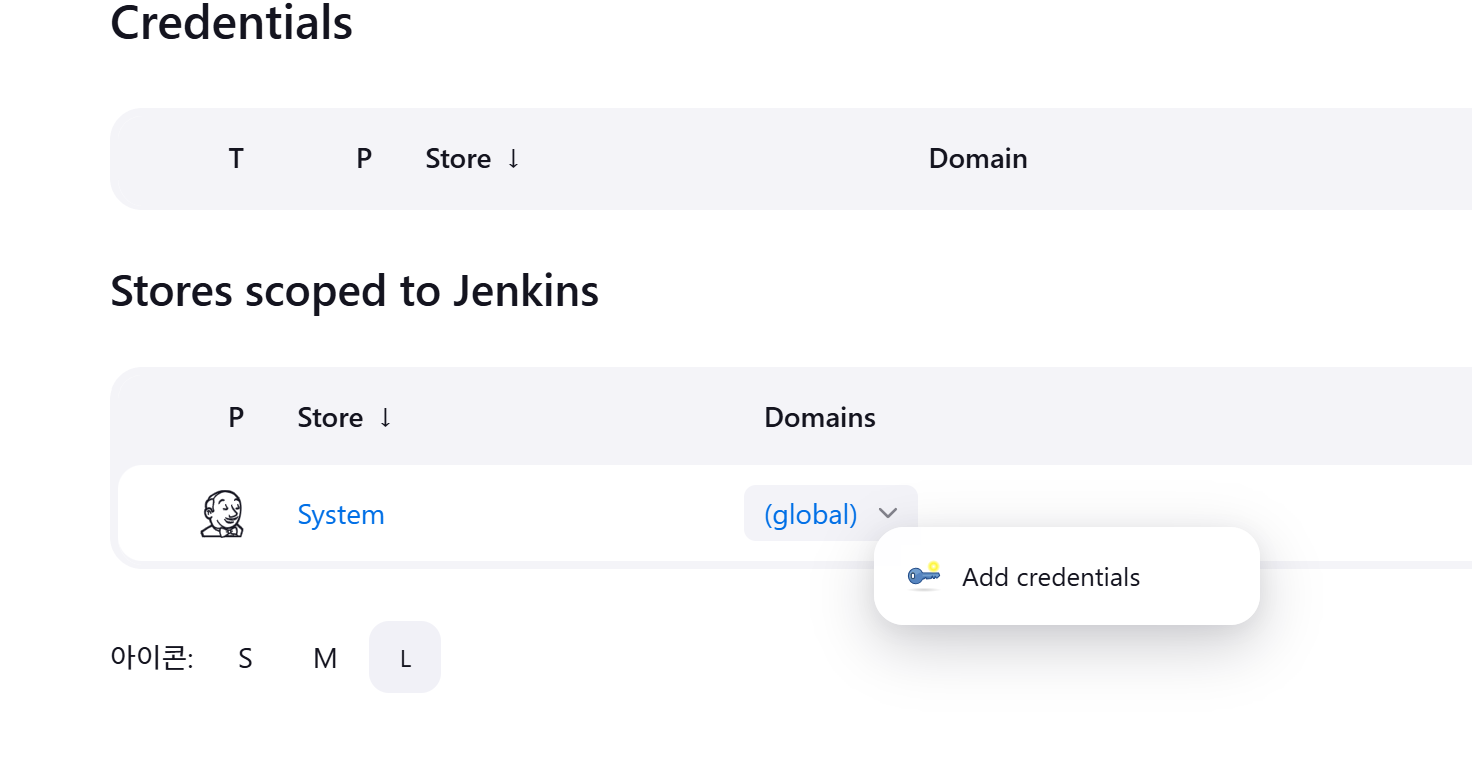 Credentials
T P Store ↓ Domain
Stores scoped to Jenkins
P Store ↓ Domains
System (global)
Add credentials
아이콘: S M L